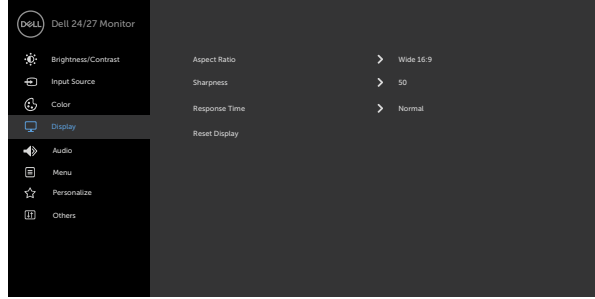 DELL Dell 24/27 Monitor
Brightness/Contrast
Input Source
Color
Display
Audio
Menu
Personalize
Others
Aspect Ratio Wide 16:9
Sharpness 50
Response Time Normal
Reset Display